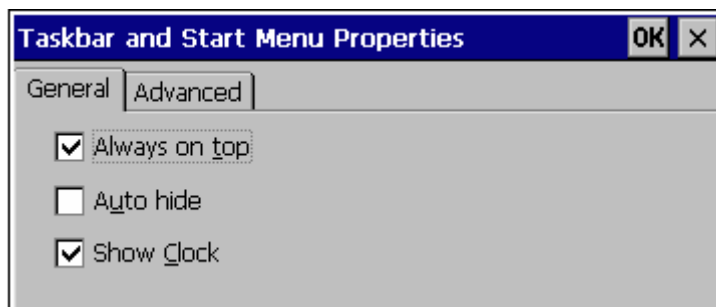 Taskbar and Start Menu Properties OK ×
General Advanced
Always on top
Auto hide
Show Clock